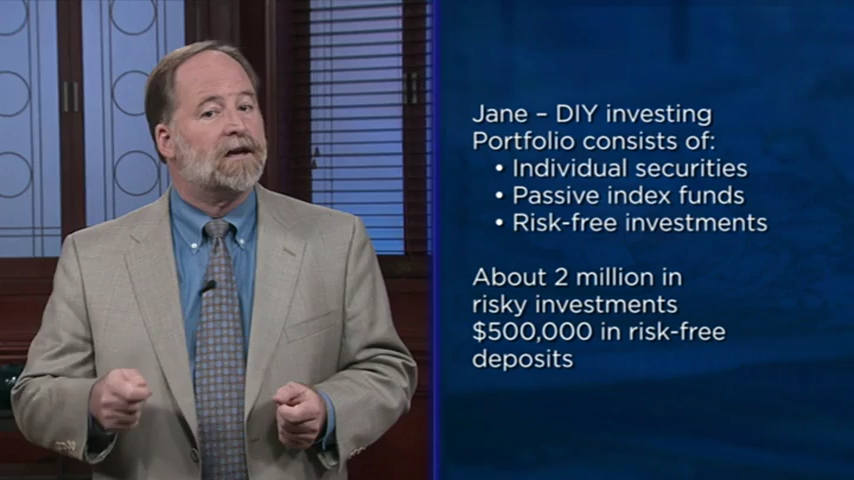 Jane – DIY investing
Portfolio consists of:
• Individual securities
• Passive index funds
• Risk-free investments
About 2 million in
risky investments
$500,000 in risk-free
deposits